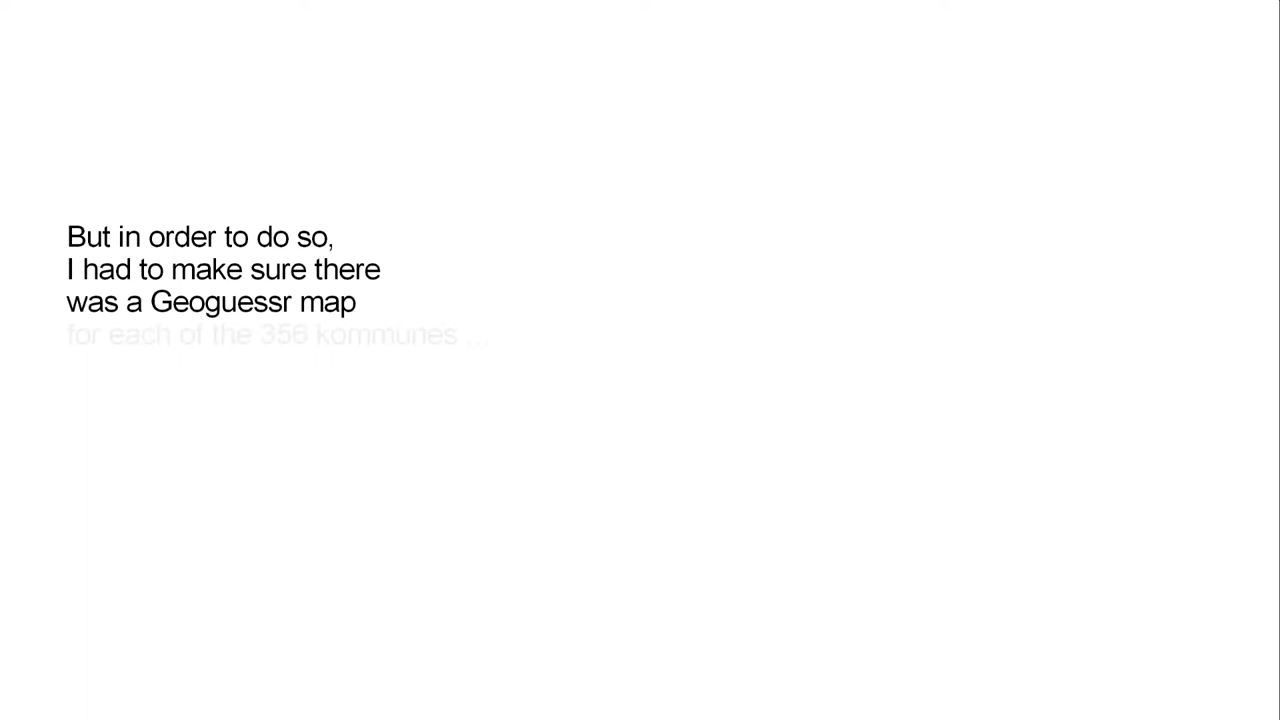 But in order to do so,
I had to make sure there
was a Geoguessr map
for each of the 356 kommunes ...